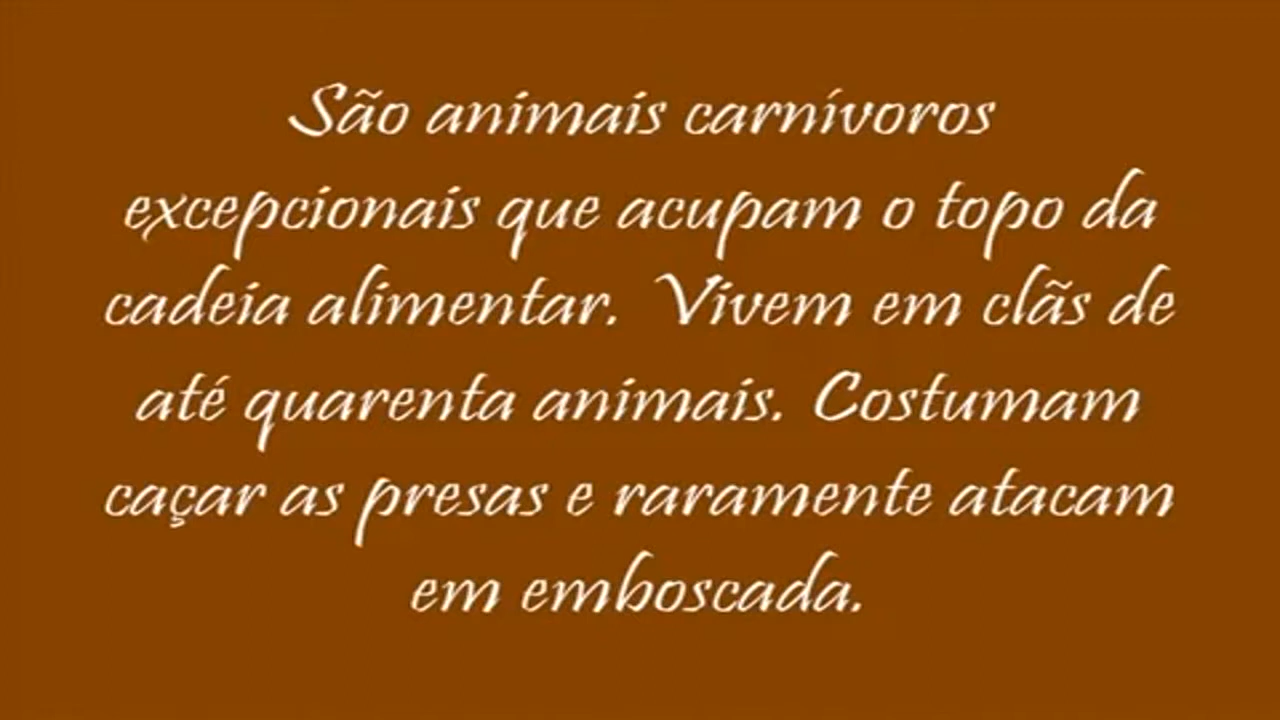 São animais carnívoros
excepcionais que acupam o topo da
cadeia alimentar. Vivem em clãs de
até quarenta animais. Costumam
caçar as presas e raramente atacam
em emboscada.